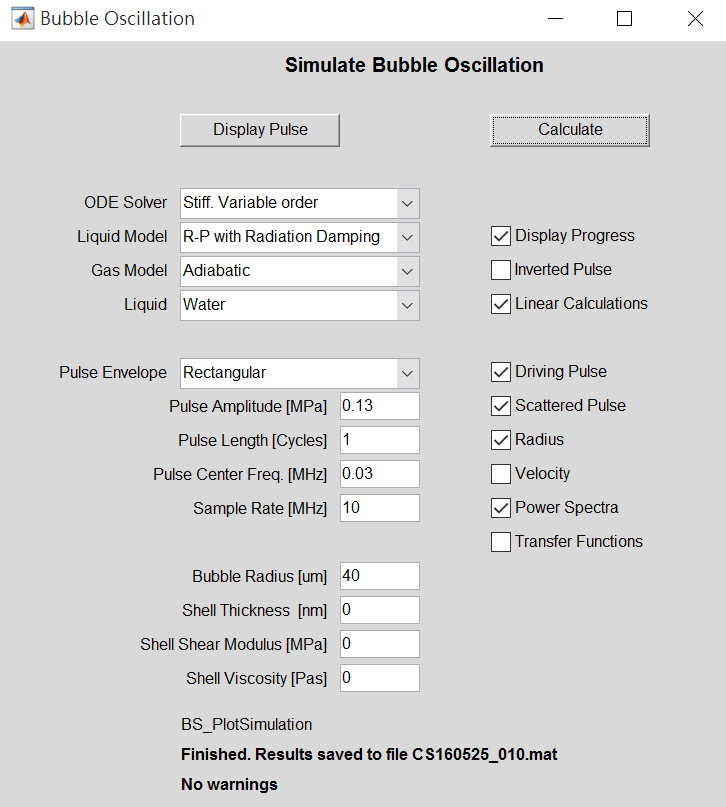 Bubble Oscillation
Simulate Bubble Oscillation
Display Pulse
Calculate
ODE Solver Stiff. Variable order
Liquid Model R-P with Radiation Damping
Display Progress
Gas Model Adiabatic
Inverted Pulse
Liquid Water
Linear Calculations
Pulse Envelope Rectangular
Driving Pulse
Pulse Amplitude [MPa] 0.13
Scattered Pulse
Pulse Length [Cycles] 1
Radius
Pulse Center Freq. [MHz] 0.03
Velocity
Sample Rate [MHz] 10
Power Spectra
Transfer Functions
Bubble Radius [um] 40
Shell Thickness [nm] 0
Shell Shear Modulus [MPa] 0
Shell Viscosity [Pas] 0
BS_PlotSimulation
Finished. Results saved to file CS160525_010.mat
No warnings